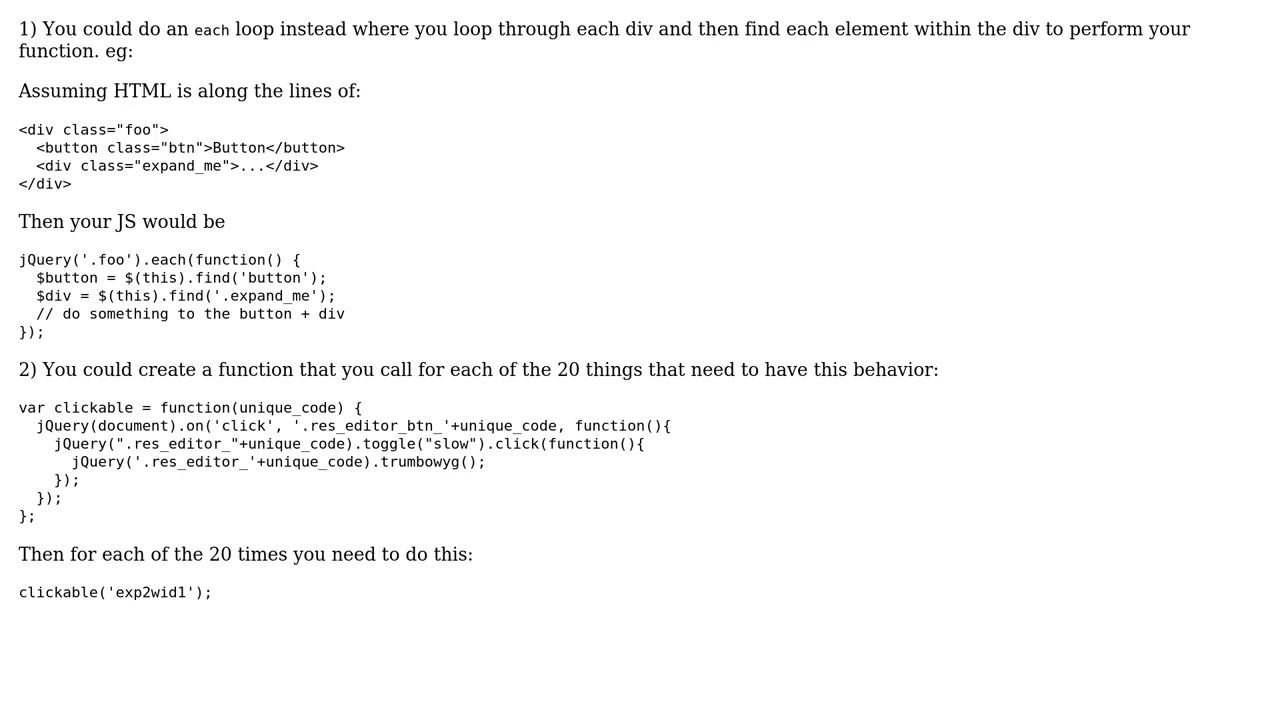 1) You could do an each loop instead where you loop through each div and then find each element within the div to perform your
function. eg:
Assuming HTML is along the lines of:
<div class="foo">
  <button class="btn">Button</button>
  <div class="expand_me">...</div>
</div>
Then your JS would be
jQuery('.foo').each(function() {
  $button = $(this).find('button');
  $div = $(this).find('.expand_me');
  // do something to the button + div
});
2) You could create a function that you call for each of the 20 things that need to have this behavior:
var clickable = function(unique_code) {
  jQuery(document).on('click', '.res_editor_btn_'+unique_code, function(){
    jQuery(".res_editor_"+unique_code).toggle("slow").click(function(){
      jQuery('.res_editor_'+unique_code).trumbowyg();
    });
  });
};
Then for each of the 20 times you need to do this:
clickable('exp2wid1');